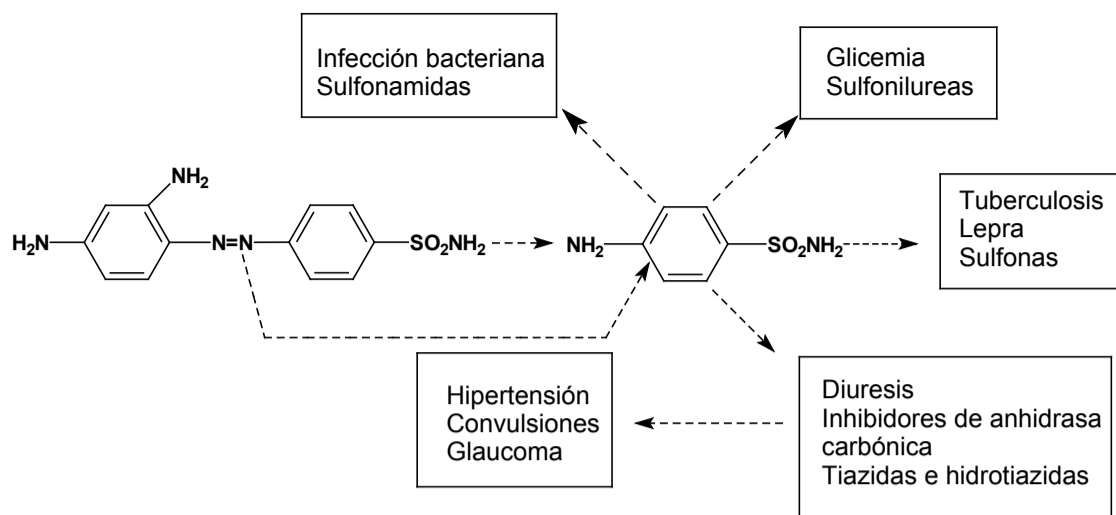 Infección bacteriana
Sulfonamidas
Glicemia
Sulfonilureas
NH₂
H₂N
N=N
SO₂NH₂
NH₂
SO₂NH₂
Tuberculosis
Lepra
Sulfonas
Hipertensión
Convulsiones
Glaucoma
Diuresis
Inhibidores de anhidrasa
carbónica
Tiazidas e hidrotiazidas